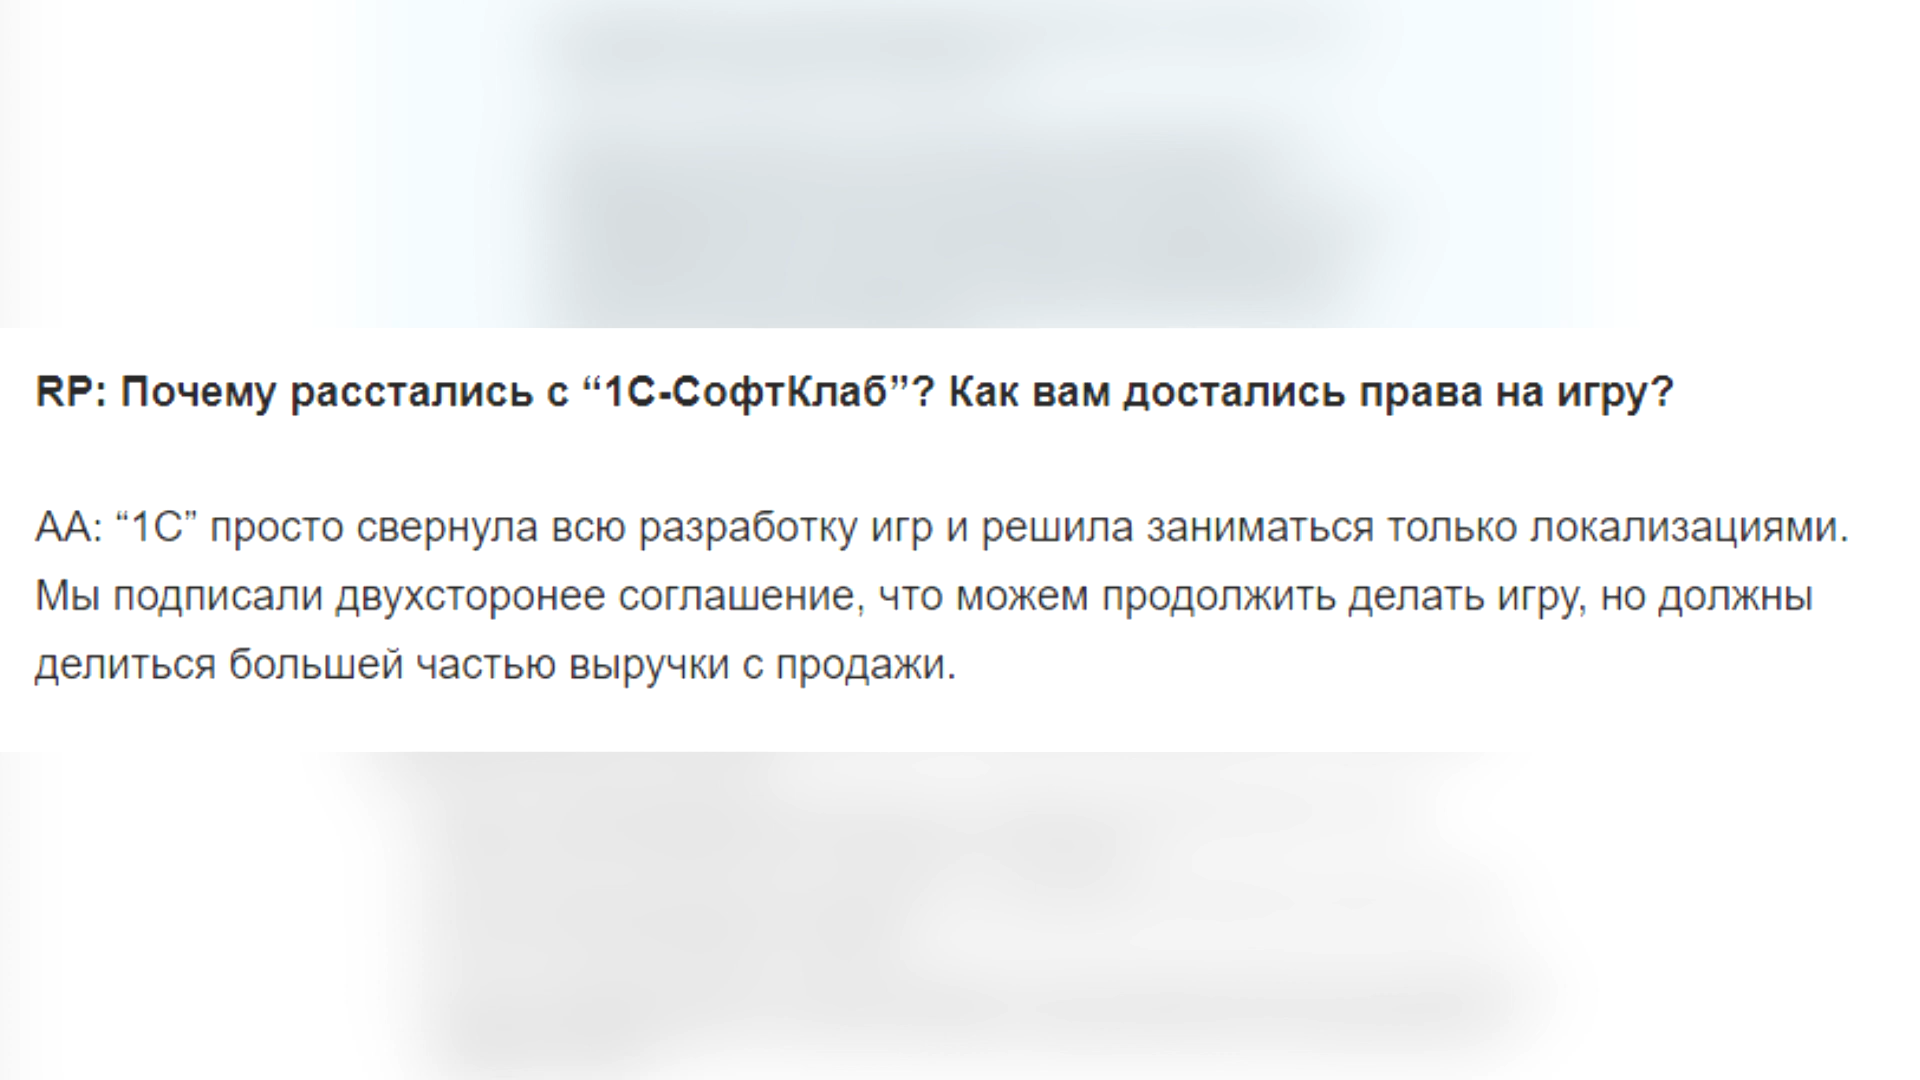 RP: Почему расстались с “1С-СофтКлаб”? Как вам достались права на игру?
АА: “1С” просто свернула всю разработку игр и решила заниматься только локализациями.
Мы подписали двухсторонее соглашение, что можем продолжить делать игру, но должны
делиться большей частью выручки с продажи.